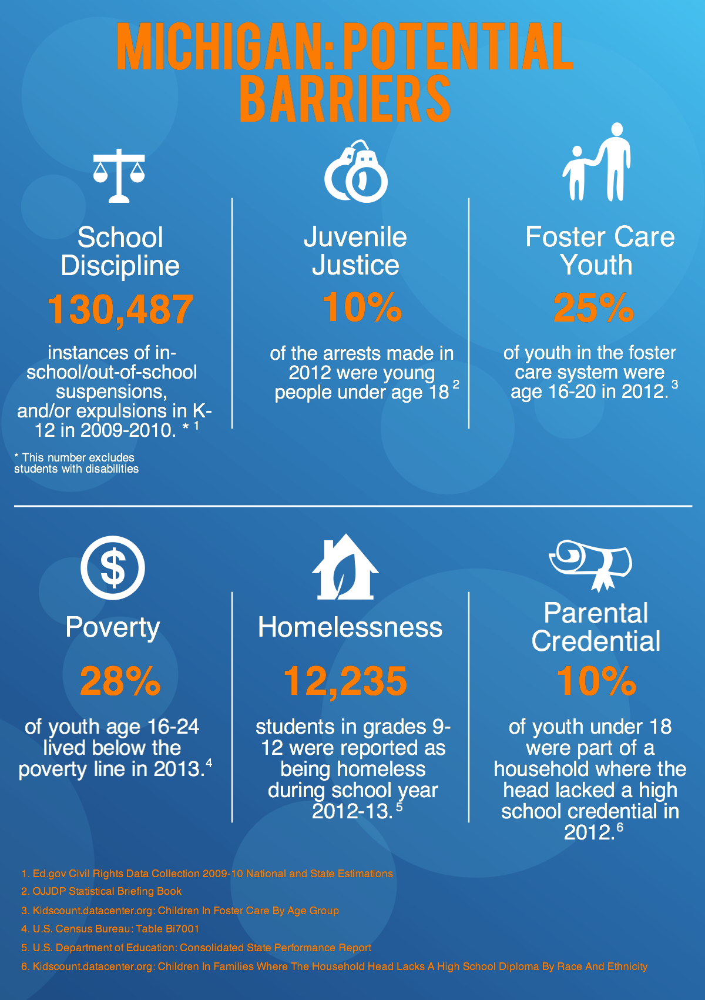 MICHIGAN: POTENTIAL
BARRIERS
School
Discipline
130,487
instances of in-
school/out-of-school
suspensions,
and/or expulsions in K-
12 in 2009-2010. * 1
* This number excludes
students with disabilities
Juvenile
Justice
10%
of the arrests made in
2012 were young
people under age 18 2
Foster Care
Youth
25%
of youth in the foster
care system were
age 16-20 in 2012. 3
$
Poverty
28%
of youth age 16-24
lived below the
poverty line in 2013. 4
Homelessness
12,235
students in grades 9-
12 were reported as
being homeless
during school year
2012-13. 5
Parental
Credential
10%
of youth under 18
were part of a
household where the
head lacked a high
school credential in
2012. 6
1. Ed.gov Civil Rights Data Collection 2009-10 National and State Estimations
2. OJJDP Statistical Briefing Book
3. Kidscount.datacenter.org: Children In Foster Care By Age Group
4. U.S. Census Bureau: Table Bi7001
5. U.S. Department of Education: Consolidated State Performance Report
6. Kidscount.datacenter.org: Children In Families Where The Household Head Lacks A High School Diploma By Race And Ethnicity